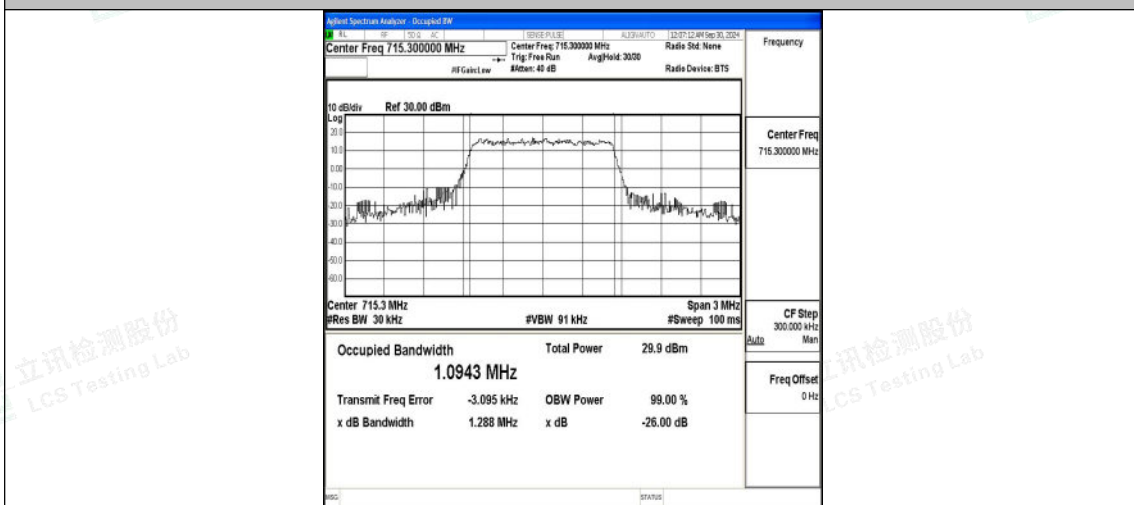 Agilent Spectrum Analyzer - Occupied BW
RL RF 50 Ω AC SENSE:PULSE ALIGNAUTO 12:07:12 AM Sep 30, 2024
Center Freq 715.300000 MHz
Center Freq: 715.300000 MHz
Radio Std: None
Trig: Free Run Avg|Hold: 30/30
#IFGain:Low #Atten: 40 dB Radio Device: BTS
Frequency
10 dB/div Ref 30.00 dBm
Log
20.0
10.0
0.00
-10.0
-20.0
-30.0
-40.0
-50.0
-60.0
Center 715.3 MHz Span 3 MHz
#Res BW 30 kHz #VBW 91 kHz #Sweep 100 ms
Occupied Bandwidth Total Power 29.9 dBm
1.0943 MHz
Transmit Freq Error -3.095 kHz OBW Power 99.00 %
x dB Bandwidth 1.288 MHz x dB -26.00 dB
MSG STATUS
Center Freq
715.300000 MHz
CF Step
300.000 kHz
Auto Man
Freq Offset
0 Hz
立讯检测股份
LCS Testing Lab
立讯检测股份
LCS Testing Lab